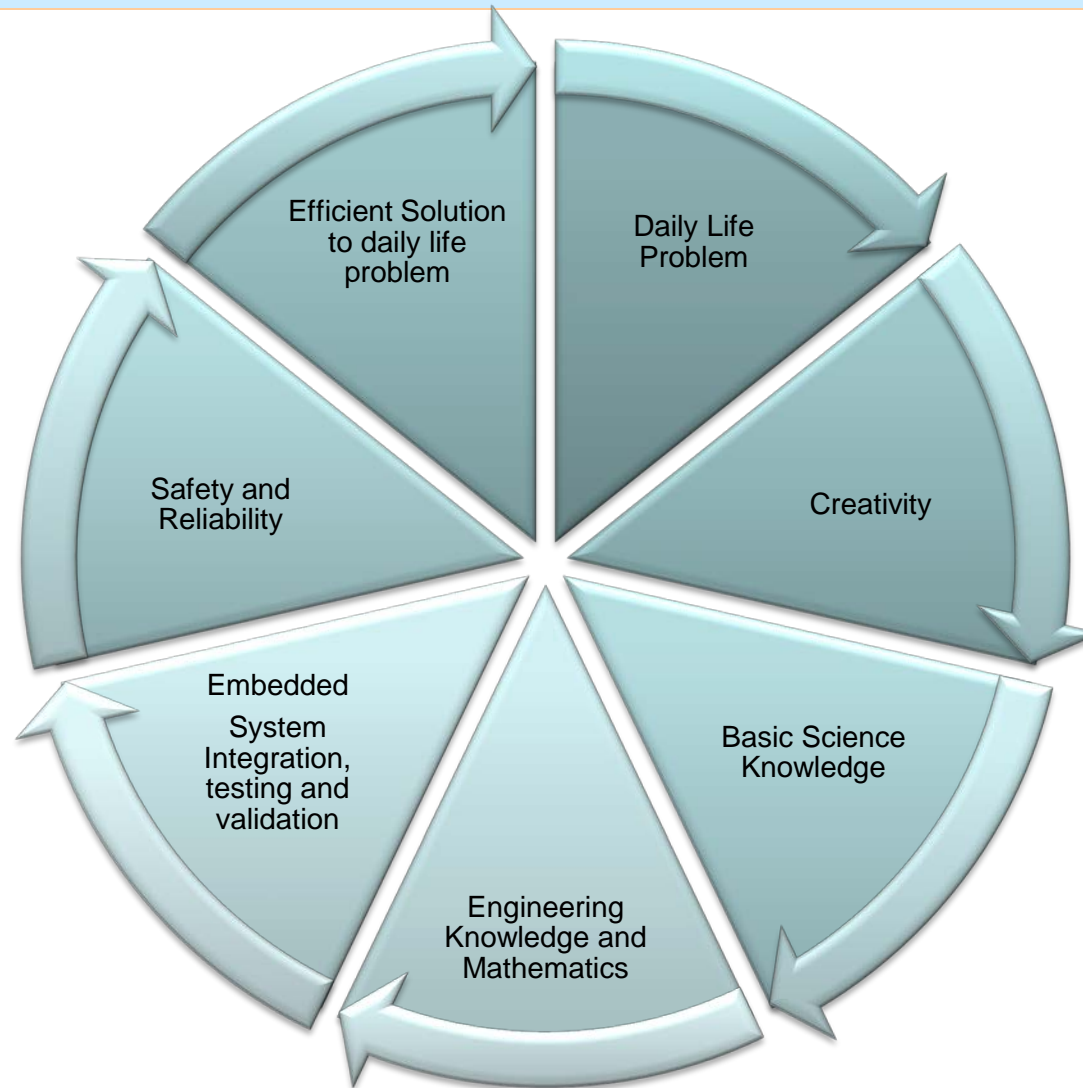 Daily Life
Problem
Creativity
Basic Science
Knowledge
Engineering
Knowledge and
Mathematics
Embedded
System
Integration,
testing and
validation
Safety and
Reliability
Efficient Solution
to daily life
problem